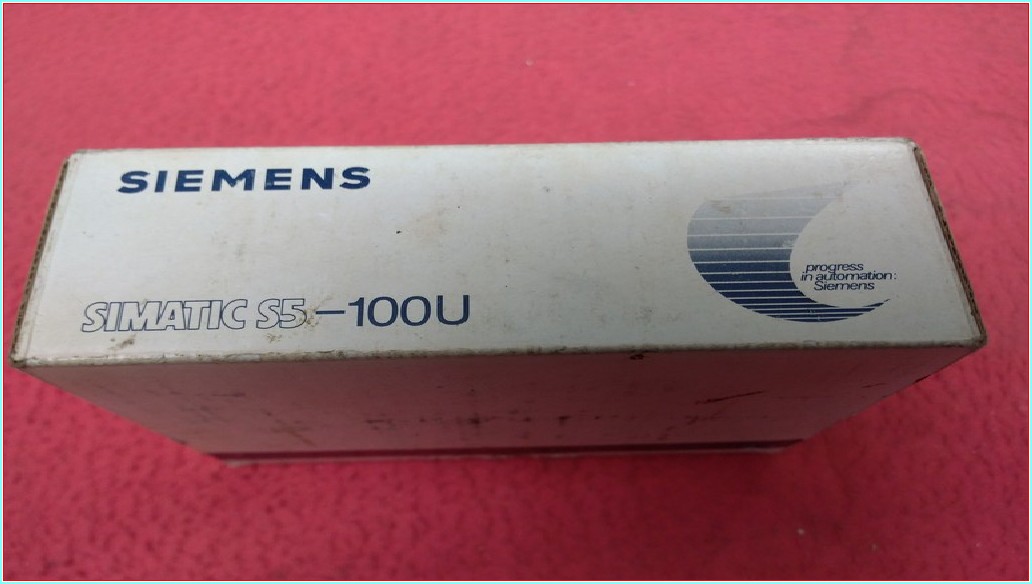 SIEMENS
SIMATIC S5-100U
progress
in automation:
Siemens